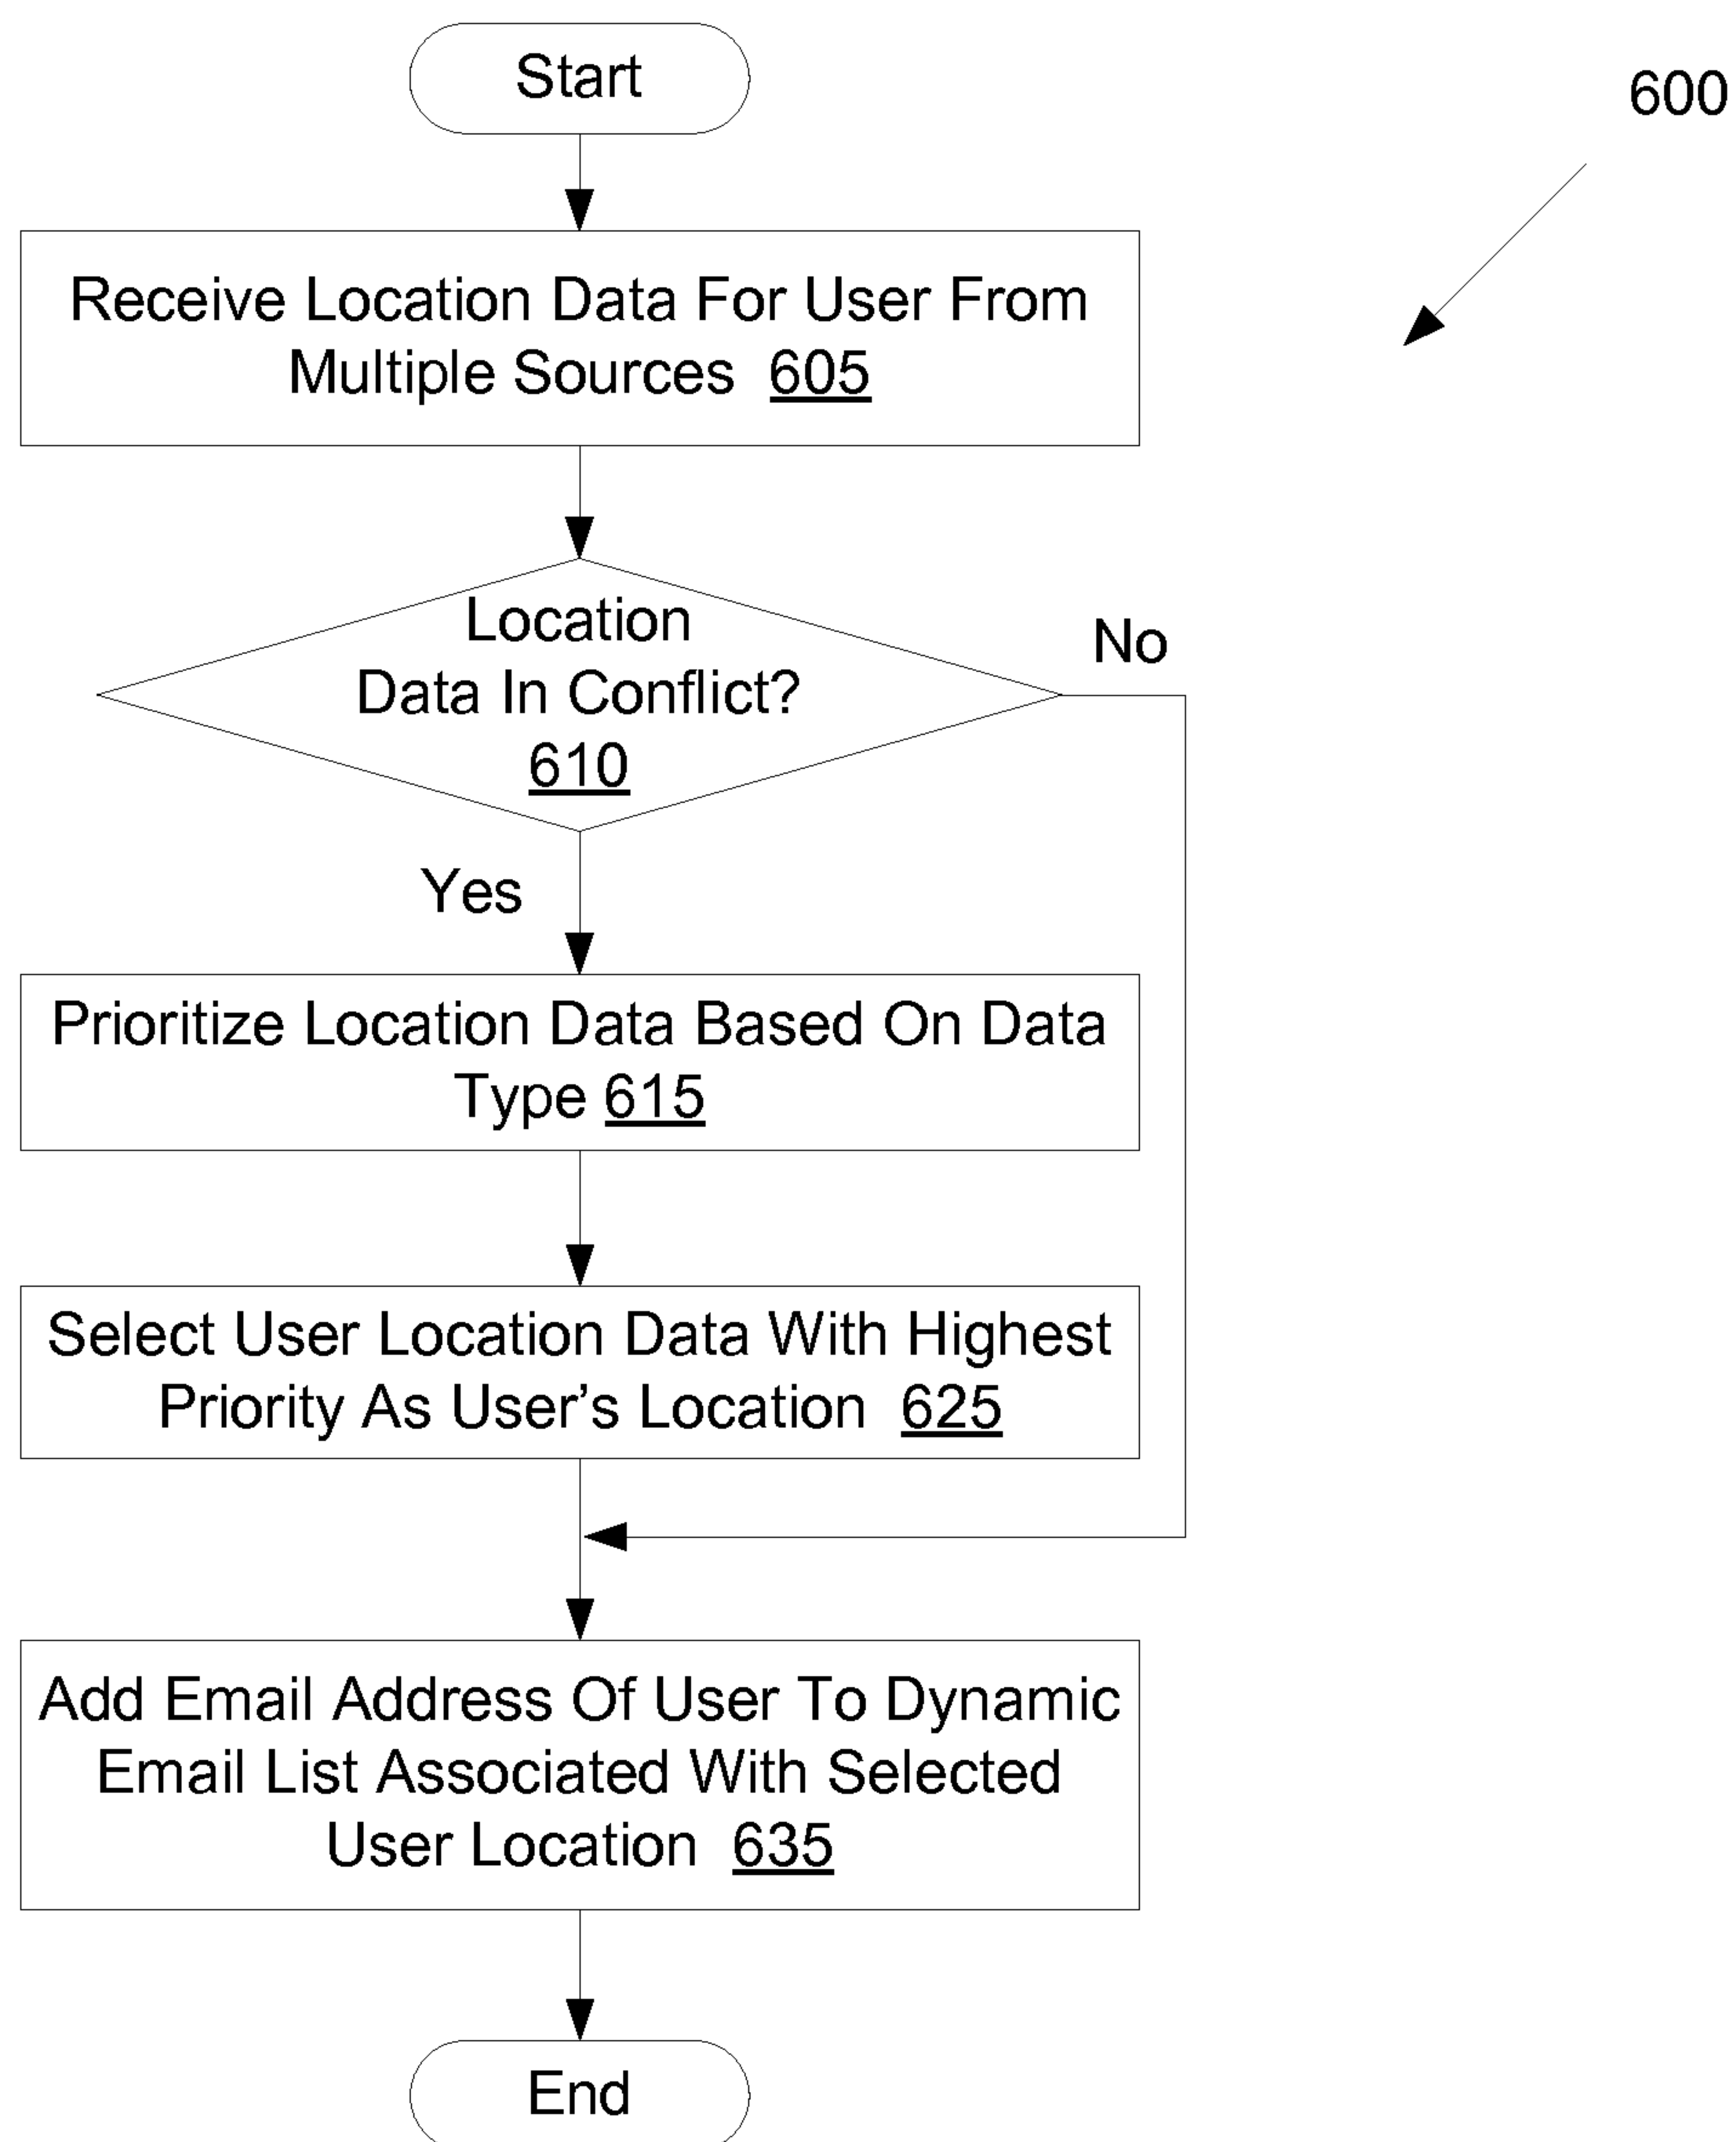 Start
600
Receive Location Data For User From
Multiple Sources 605
Location
Data In Conflict?
610
No
Yes
Prioritize Location Data Based On Data
Type 615
Select User Location Data With Highest
Priority As User's Location 625
Add Email Address Of User To Dynamic
Email List Associated With Selected
User Location 635
End